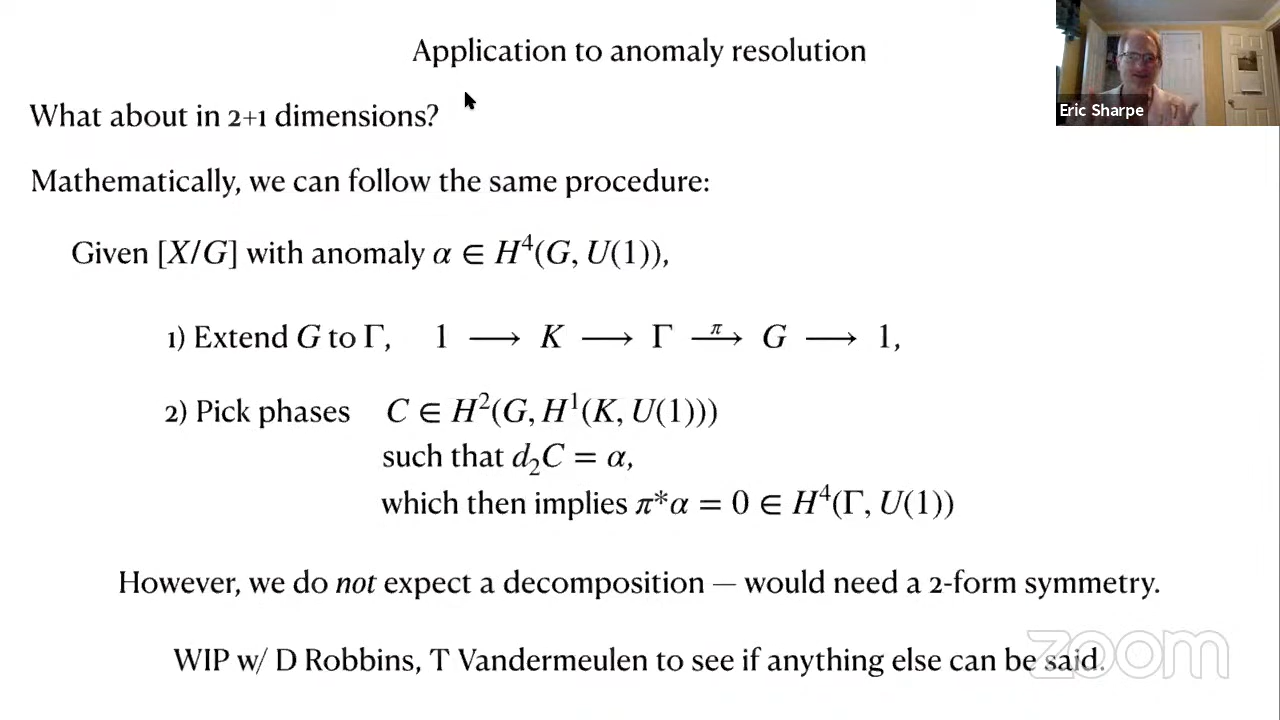 Application to anomaly resolution
Eric Sharpe
What about in 2+1 dimensions?
Mathematically, we can follow the same procedure:
Given [X/G] with anomaly α ∈ H⁴(G, U(1)),
1) Extend G to Γ, 1 ⟶ K ⟶ Γ ⟶^π G ⟶ 1,
2) Pick phases C ∈ H²(G, H¹(K, U(1)))
such that d₂C = α,
which then implies π*α = 0 ∈ H⁴(Γ, U(1))
However, we do not expect a decomposition — would need a 2-form symmetry.
WIP w/ D Robbins, T Vandermeulen to see if anything else can be said.
zoom